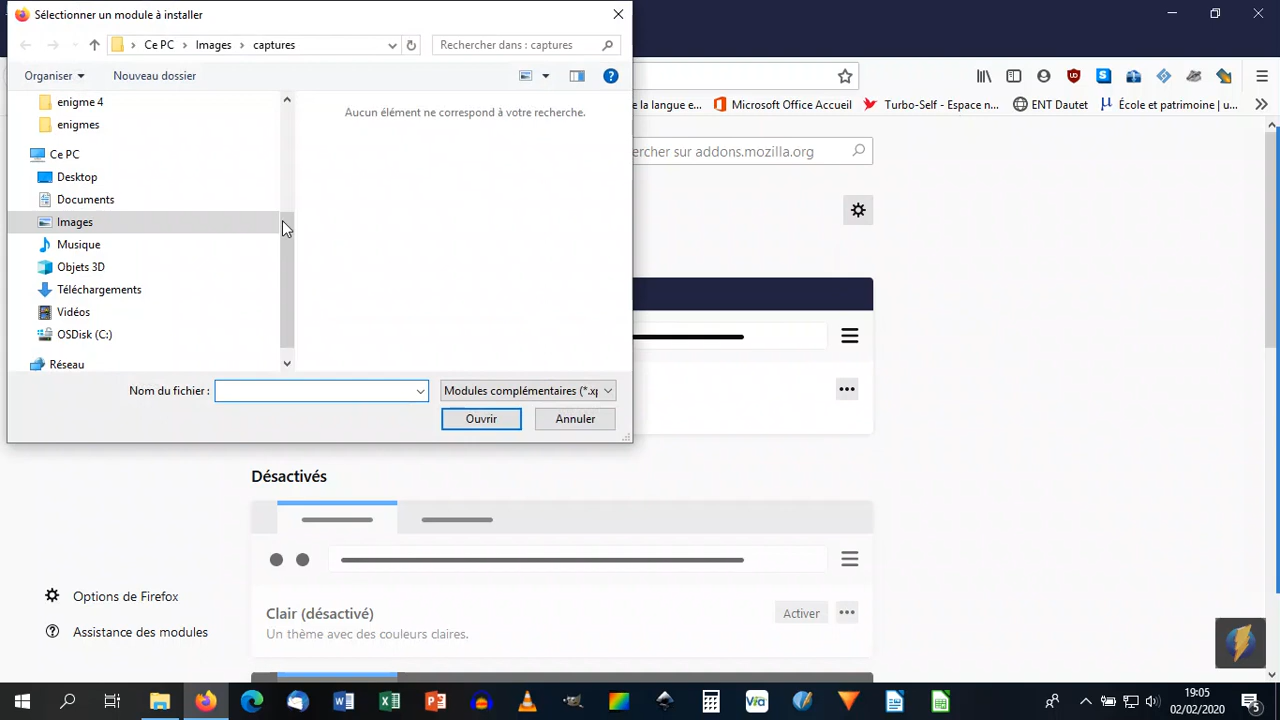 Sélectionner un module à installer
Ce PC > Images > captures
Rechercher dans : captures
Organiser
Nouveau dossier
enigme 4
enigmes
Ce PC
Desktop
Documents
Images
Musique
Objets 3D
Téléchargements
Vidéos
OSDisk (C:)
Réseau
Aucun élément ne correspond à votre recherche.
Nom du fichier :
Modules complémentaires (*.xp
Ouvrir
Annuler
de la langue e...
Microsoft Office Accueil
Turbo-Self - Espace n...
ENT Dautet
École et patrimoine | u...
ercher sur addons.mozilla.org
Désactivés
Clair (désactivé)
Activer
Un thème avec des couleurs claires.
Options de Firefox
Assistance des modules
19:05
02/02/2020
5